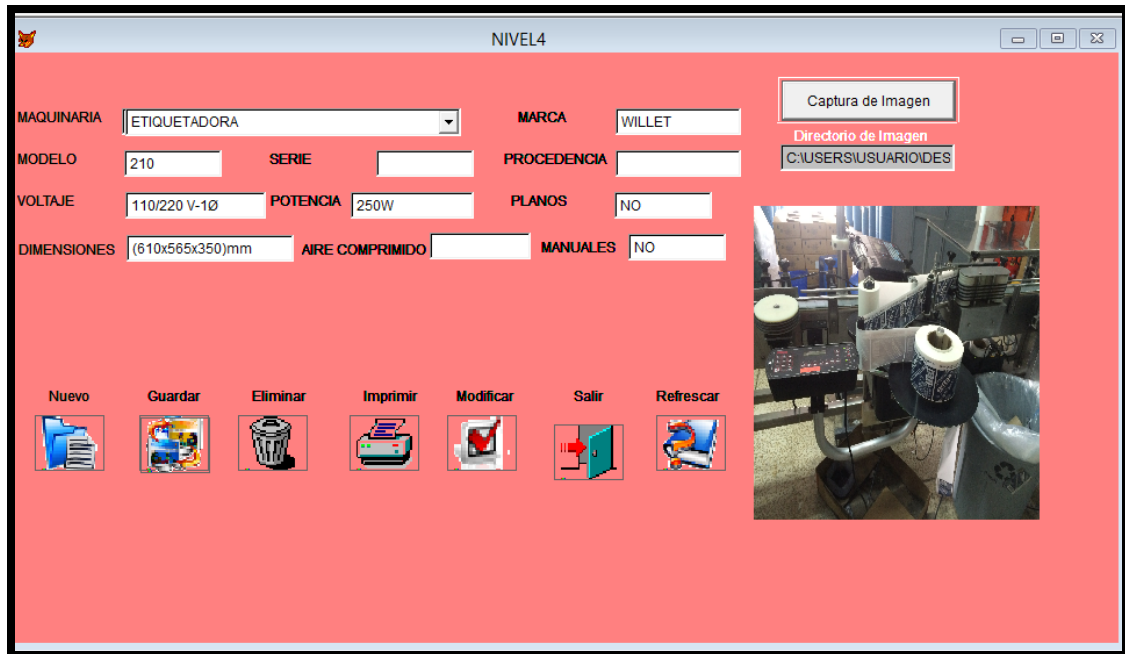 NIVEL4
Captura de Imagen
MAQUINARIA ETIQUETADORA MARCA WILLET
Directorio de Imagen
MODELO 210 SERIE PROCEDENCIA C:\USERS\USUARIO\DES
VOLTAJE 110/220 V-1Ø POTENCIA 250W PLANOS NO
DIMENSIONES (610x565x350)mm AIRE COMPRIMIDO MANUALES NO
Nuevo Guardar Eliminar Imprimir Modificar Salir Refrescar